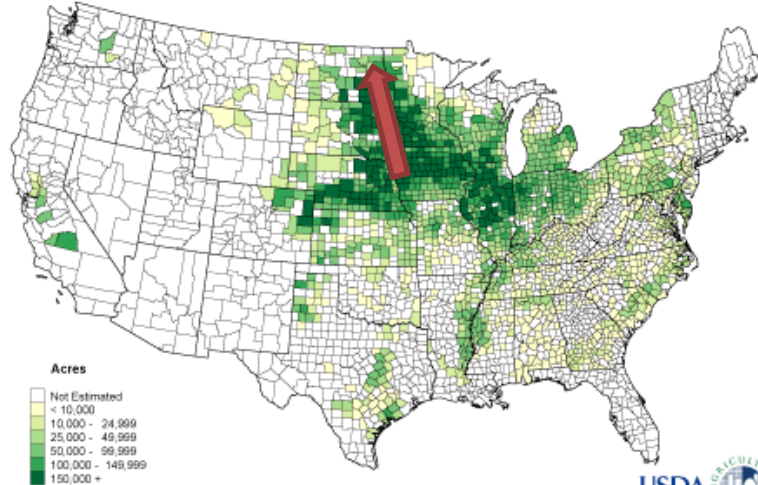 Acres
Not Estimated
< 10,000
10,000 - 24,999
25,000 - 49,999
50,000 - 99,999
100,000 - 149,999
150,000 +
USDA
AGRICULT